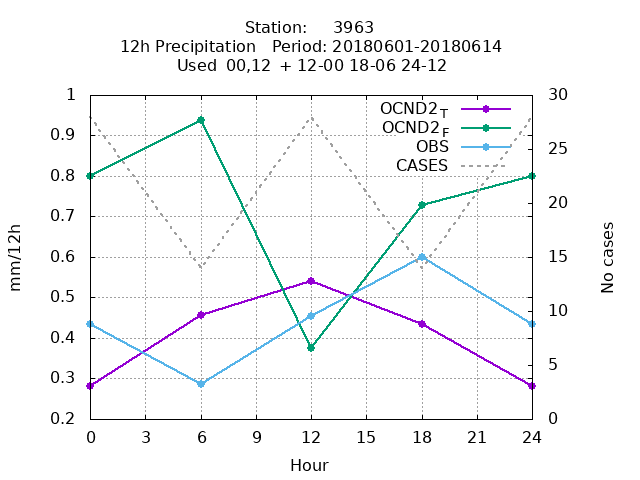 Station: 3963
12h Precipitation Period: 20180601-20180614
Used 00,12 + 12-00 18-06 24-12
1
0.9
0.8
0.7
0.6
0.5
0.4
0.3
0.2
mm/12h
0 3 6 9 12 15 18 21 24
Hour
30
25
20
15
10
5
0
No cases
OCND2T
OCND2F
OBS
CASES